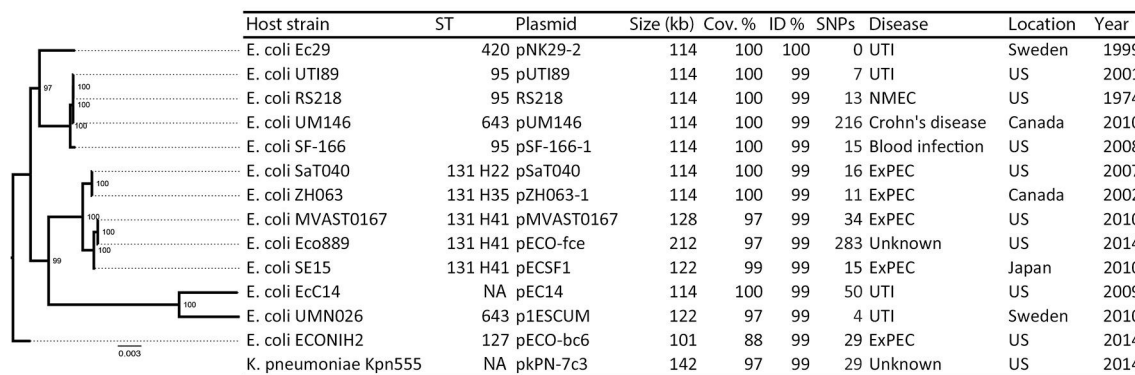 Host strain ST Plasmid Size (kb) Cov. % ID % SNPs Disease Location Year
E. coli Ec29 420 pNK29-2 114 100 100 0 UTI Sweden 1999
E. coli UTI89 95 pUTI89 114 100 99 7 UTI US 2001
E. coli RS218 95 RS218 114 100 99 13 NMEC US 1974
E. coli UM146 643 pUM146 114 100 99 216 Crohn's disease Canada 2010
E. coli SF-166 95 pSF-166-1 114 100 99 15 Blood infection US 2008
E. coli SaT040 131 H22 pSaT040 114 100 99 16 ExPEC US 2007
E. coli ZH063 131 H35 pZH063-1 114 100 99 11 ExPEC Canada 2002
E. coli MVAST0167 131 H41 pMVAST0167 128 97 99 34 ExPEC US 2010
E. coli Eco889 131 H41 pECO-fce 212 97 99 283 Unknown US 2014
E. coli SE15 131 H41 pECSF1 122 99 99 15 ExPEC Japan 2010
E. coli EcC14 NA pEC14 114 100 99 50 UTI US 2009
E. coli UMN026 643 p1ESCUM 122 97 99 4 UTI Sweden 2010
E. coli ECONIH2 127 pECO-bc6 101 88 99 29 ExPEC US 2014
K. pneumoniae Kpn555 NA pkPN-7c3 142 97 99 29 Unknown US 2014
97
100
100
100
100
100
100
100
99
100
0.003